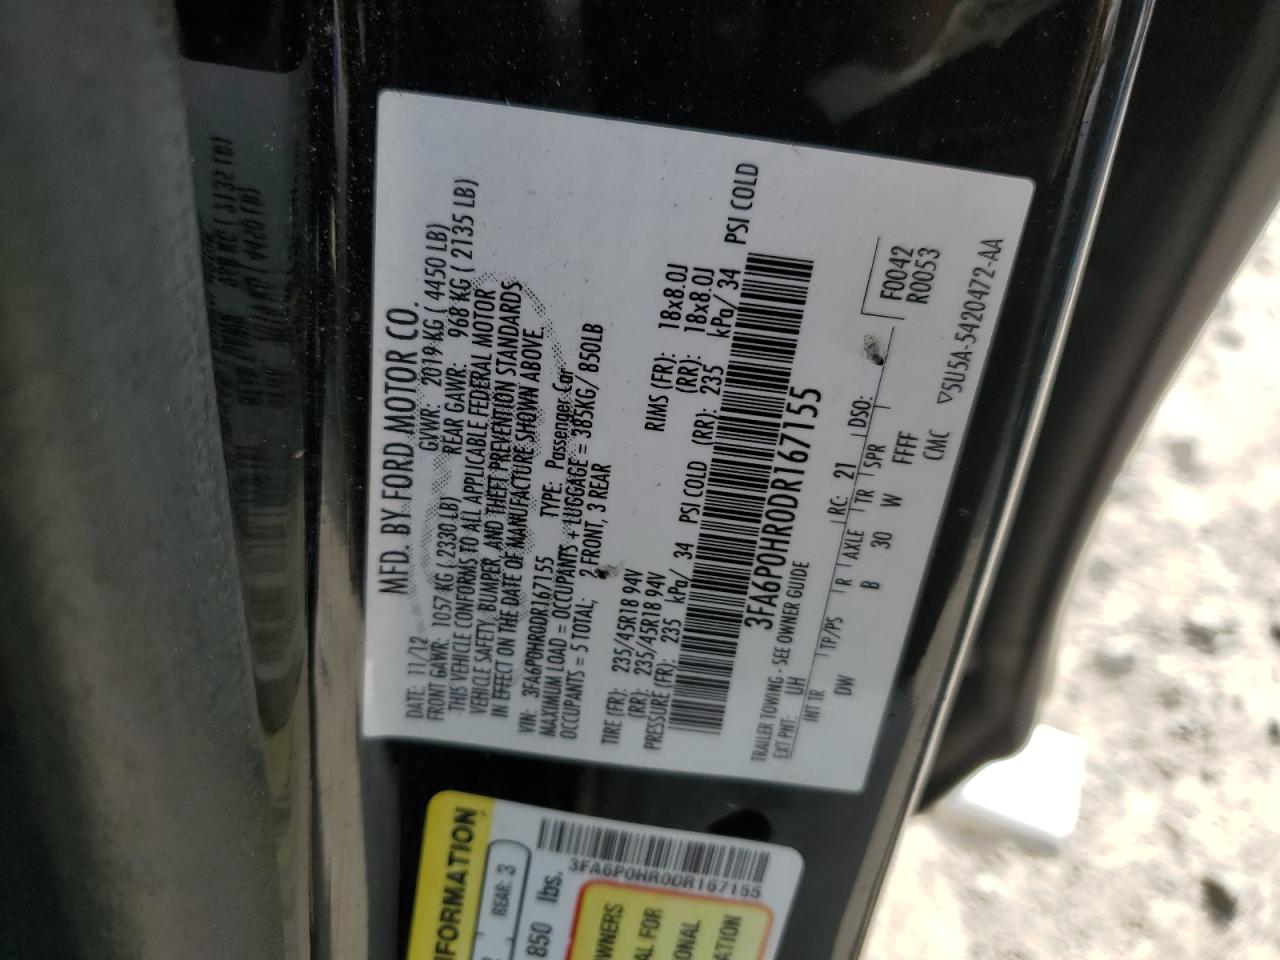 MFD. BY FORD MOTOR CO.
DATE: 11/12 GVWR: 2019 KG ( 4450 LB)
FRONT GAWR: 1057 KG ( 2330 LB) REAR GAWR: 968 KG ( 2135 LB)
THIS VEHICLE CONFORMS TO ALL APPLICABLE FEDERAL MOTOR
VEHICLE SAFETY, BUMPER, AND THEFT PREVENTION STANDARDS
IN EFFECT ON THE DATE OF MANUFACTURE SHOWN ABOVE.
VIN: 3FA6P0HR0DR167155 TYPE: Passenger Car
MAXIMUM LOAD = OCCUPANTS + LUGGAGE = 385KG/ 850LB
OCCUPANTS = 5 TOTAL; 2 FRONT, 3 REAR
TIRE (FR): 235/45R18 94V RIMS (FR): 18x8.0J
(RR): 235/45R18 94V (RR): 18x8.0J
PRESSURE (FR): 235 kPa/ 34 PSI COLD (RR): 235 kPa/ 34 PSI COLD
3FA6P0HR0DR167155
TRAILER TOWING - SEE OWNER GUIDE
EXT PNT: UH RC: 21 DSO: F0042
R0053
INT TR TP/PS R AXLE TR SPR
DW B 30 W FFFF
CMC ▽5U5A-5420472-AA
FORMATION
REAR: 3
850 lbs.
3FA6P0HR0DR167155
WNERS
AL FOR
ONAL
ATION